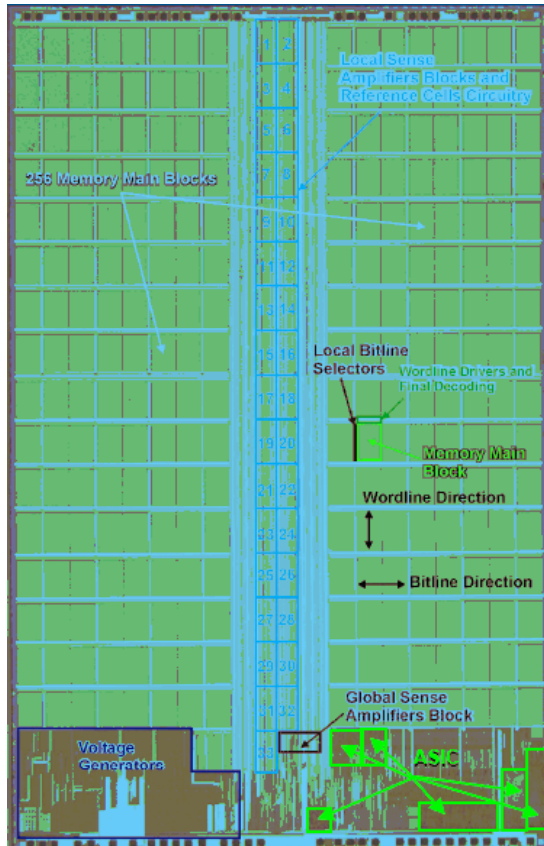 1 2
Local Sense
Amplifiers Blocks and
Reference Cells Circuitry
3 4
5 6
7 8
256 Memory Main Blocks
9 10
11 12
13 14
15 16
Local Bitline
Selectors
Wordline Drivers and
Final Decoding
17 18
19 20
Memory Main
Block
21 22
Wordline Direction
23 24
25 26
Bitline Direction
27 28
29 30
31 32
Global Sense
Amplifiers Block
33
Voltage
Generators
ASIC